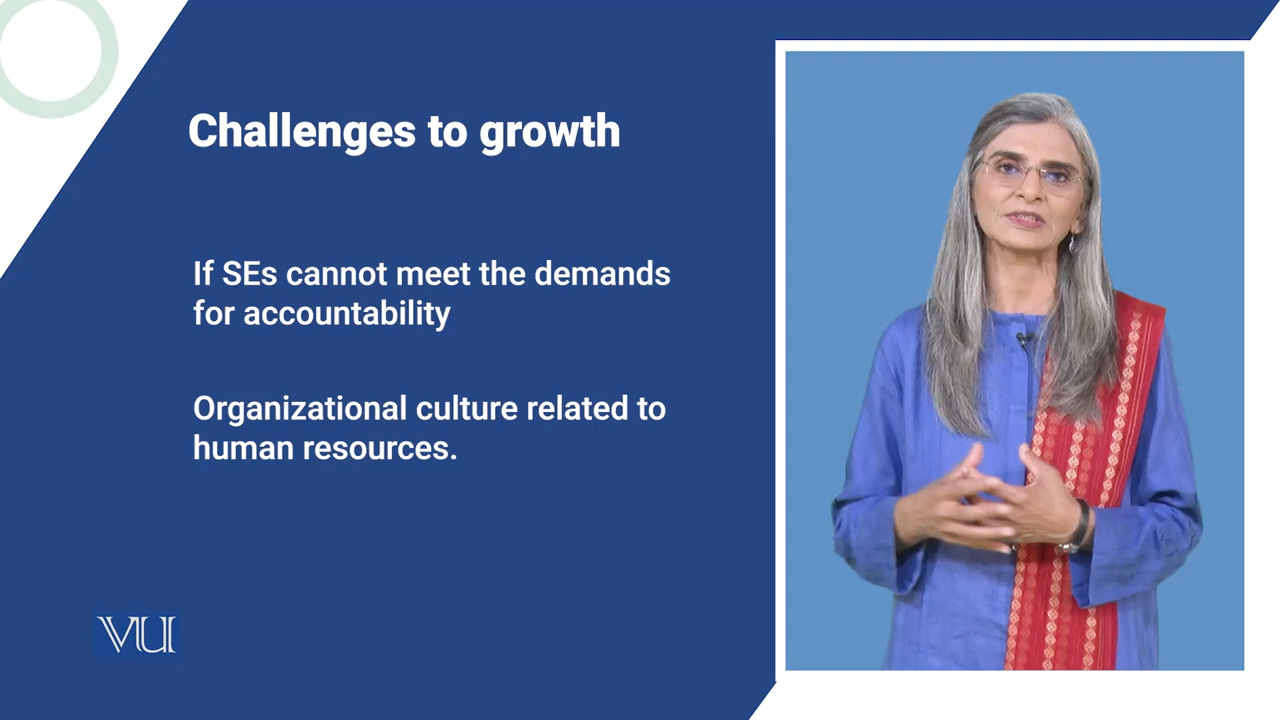 Challenges to growth
If SEs cannot meet the demands
for accountability
Organizational culture related to
human resources.
VU